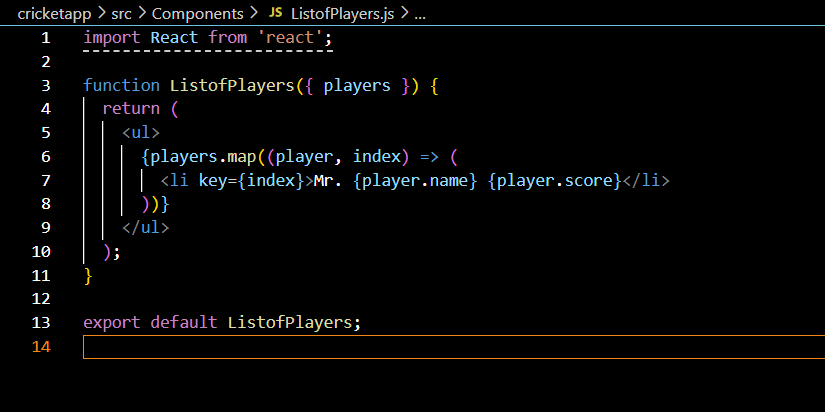 cricketapp > src > Components > JS ListofPlayers.js > ...
1 import React from 'react';
2
3 function ListofPlayers({ players }) {
4   return (
5     <ul>
6       {players.map((player, index) => (
7         <li key={index}>Mr. {player.name} {player.score}</li>
8       ))}
9     </ul>
10   );
11 }
12
13 export default ListofPlayers;
14